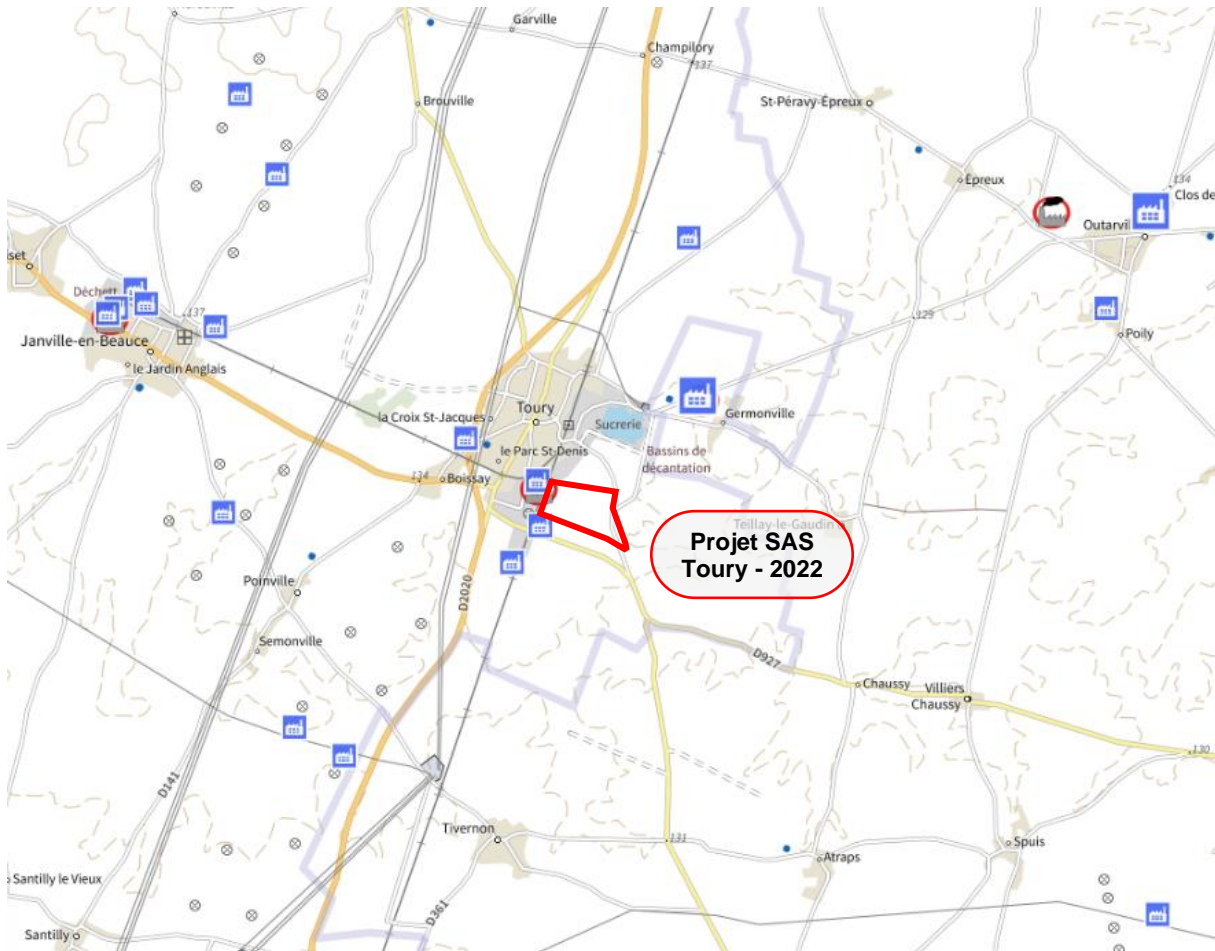 Garville
Champilory
137
Brouville
St-Péravy-Épreux
Épreux
134
Clos de
Outarvil
set
Déchett
137
Janville-en-Beauce
le Jardin Anglais
129
Poily
la Croix St-Jacques
Toury
Sucrerie
Germonville
le Parc St-Denis
Bassins de
décantation
134
Boissay
Teillay-le-Gaudin
Projet SAS
Toury - 2022
Poinville
D2020
Semonville
D927
Chaussy
Villiers
Chaussy
130
D141
Tivernon
131
Atraps
Spuis
Santilly le Vieux
D361
Santilly